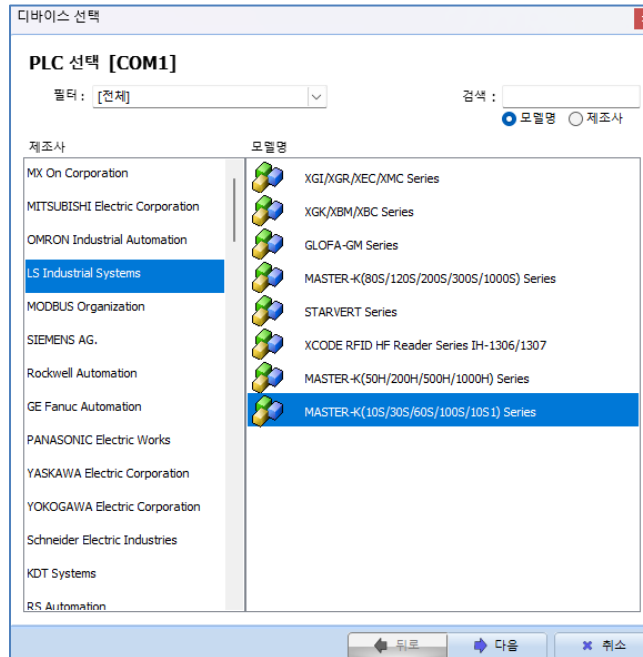 디바이스 선택
PLC 선택 [COM1]
필터 : [전체]
검색 :
모델명 제조사
제조사
MX On Corporation
MITSUBISHI Electric Corporation
OMRON Industrial Automation
LS Industrial Systems
MODBUS Organization
SIEMENS AG.
Rockwell Automation
GE Fanuc Automation
PANASONIC Electric Works
YASKAWA Electric Corporation
YOKOGAWA Electric Corporation
Schneider Electric Industries
KDT Systems
RS Automation
모델명
XGI/XGR/XEC/XMC Series
XGK/XBM/XBC Series
GLOFA-GM Series
MASTER-K(80S/120S/200S/300S/1000S) Series
STARVERT Series
XCODE RFID HF Reader Series IH-1306/1307
MASTER-K(50H/200H/500H/1000H) Series
MASTER-K(10S/30S/60S/100S/10S1) Series
뒤로 다음 취소